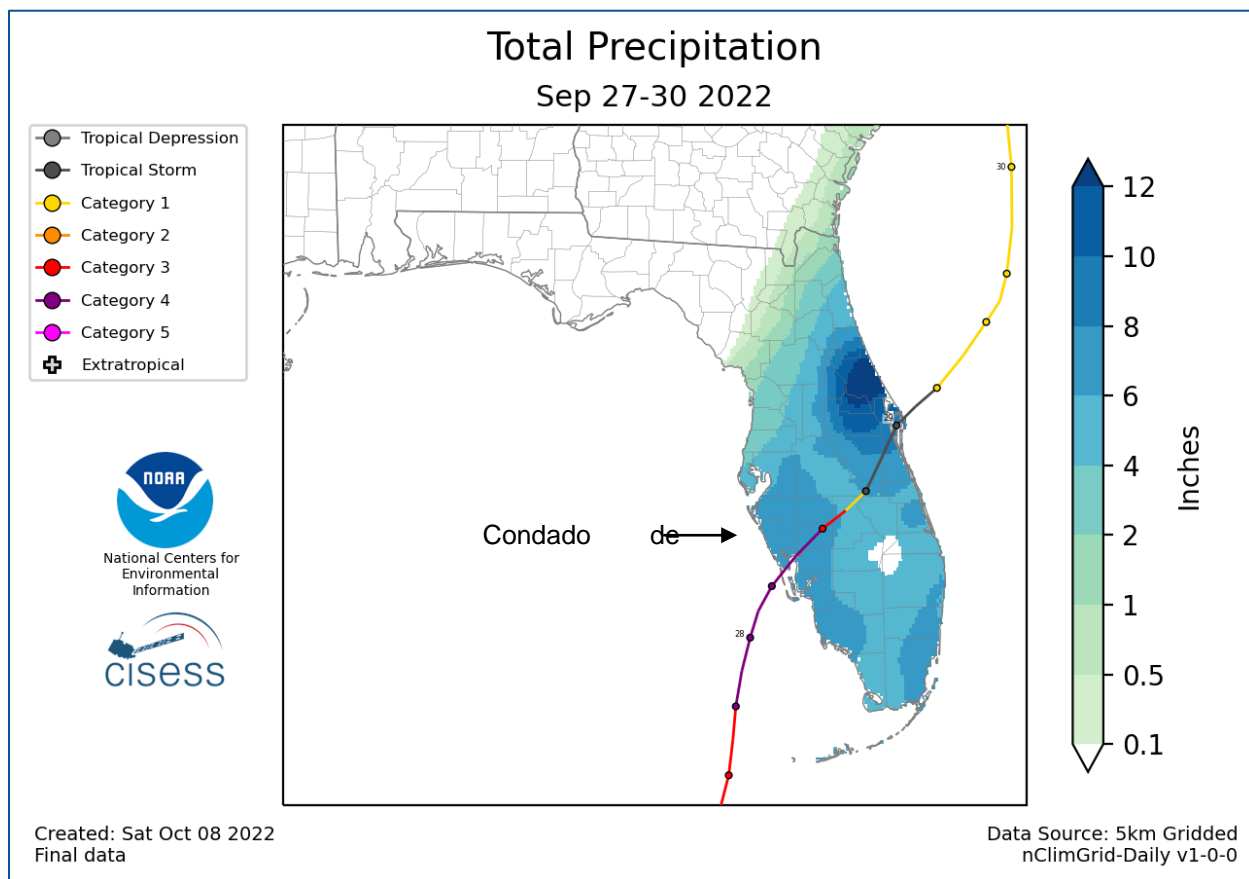 Total Precipitation
Sep 27-30 2022
Tropical Depression
Tropical Storm
Category 1
Category 2
Category 3
Category 4
Category 5
Extratropical
NOAA
National Centers for
Environmental
Information
CISESS
Condado de
30
29
28
12
10
8
6
4
2
1
0.5
0.1
Inches
Created: Sat Oct 08 2022
Final data
Data Source: 5km Gridded
nClimGrid-Daily v1-0-0